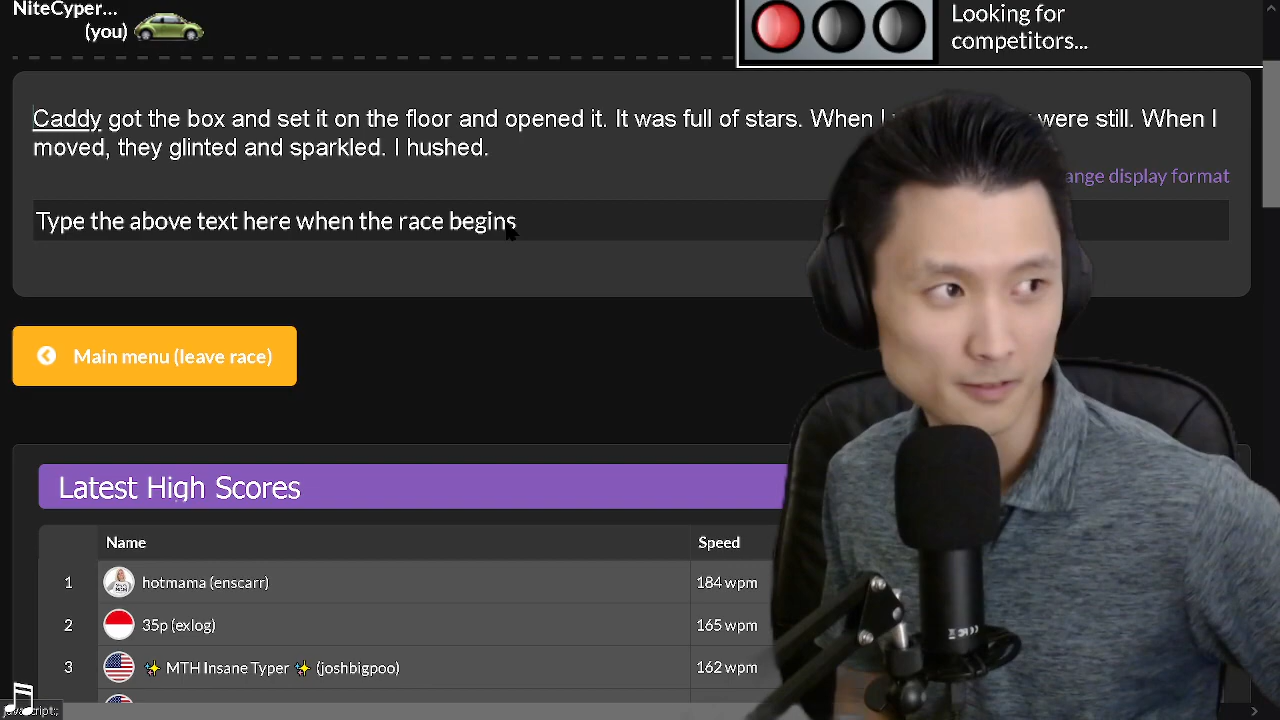 NiteCyper...
(you)
Looking for
competitors...
Caddy got the box and set it on the floor and opened it. It was full of stars. When I were still. When I
moved, they glinted and sparkled. I hushed.
ange display format
Type the above text here when the race begins
Main menu (leave race)
Latest High Scores
Name Speed
1 hotmama (enscarr) 184 wpm
2 35p (exlog) 165 wpm
3 ✨ MTH Insane Typer ✨ (joshbigpoo) 162 wpm